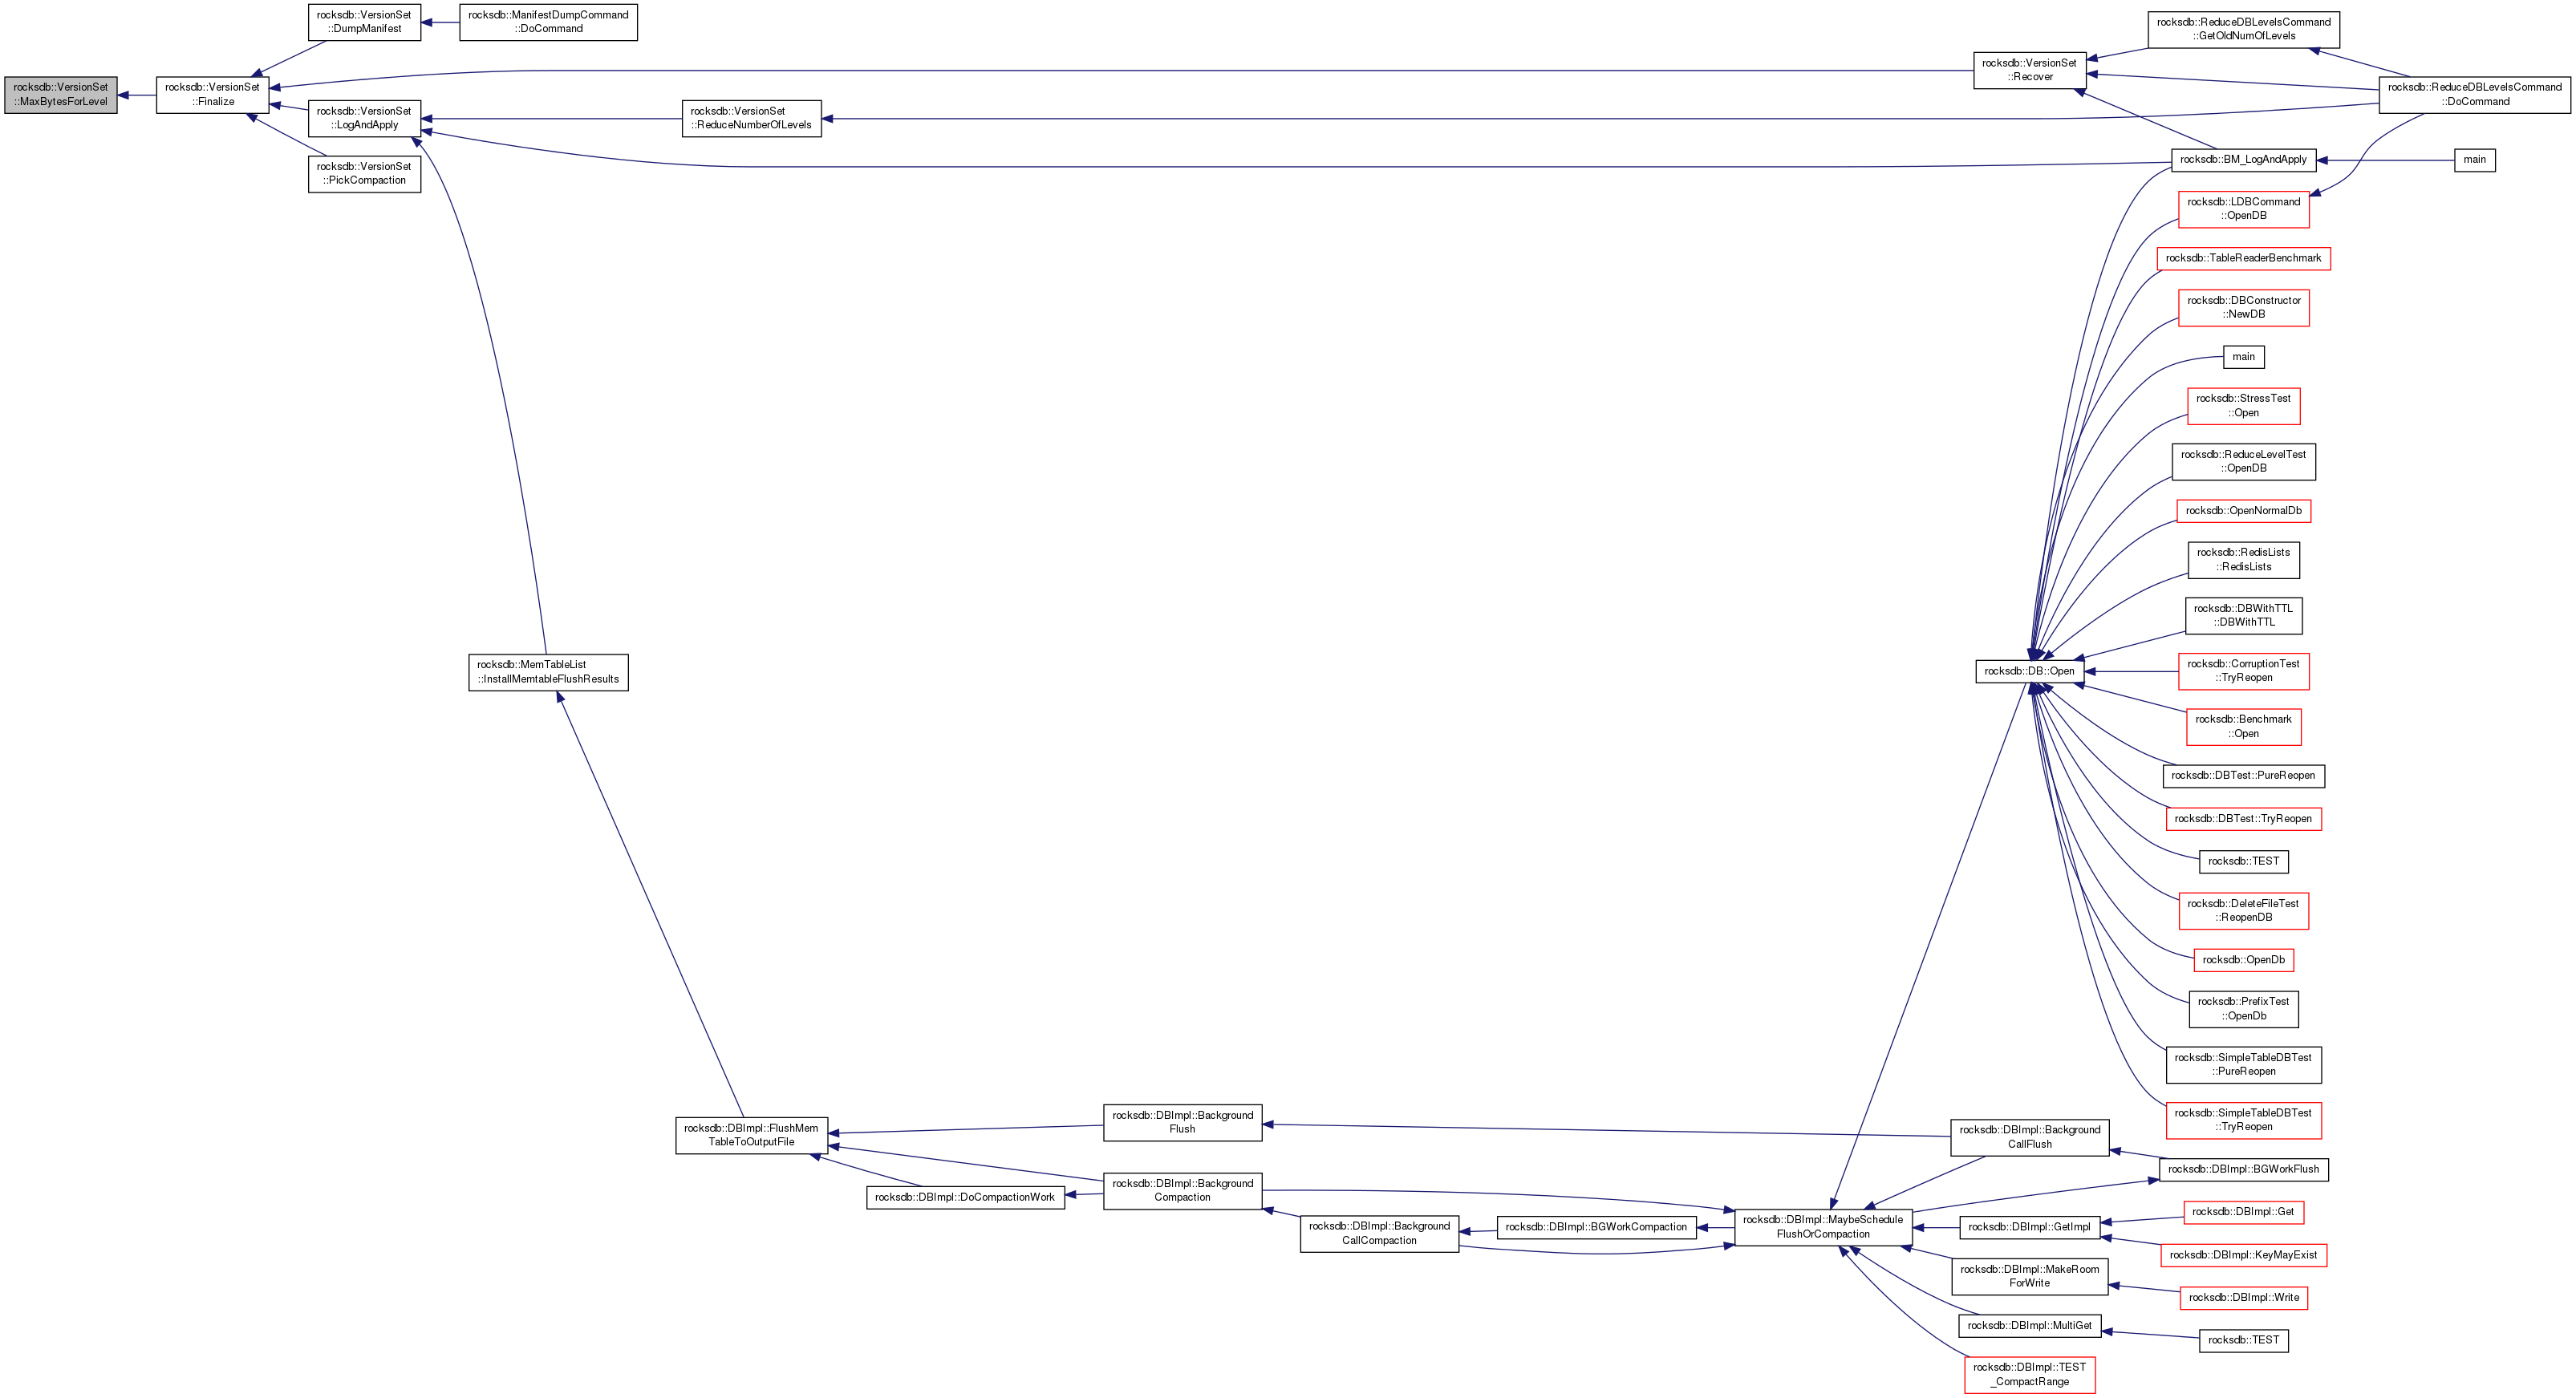 rocksdb::VersionSet
::MaxBytesForLevel
rocksdb::VersionSet
::Finalize
rocksdb::VersionSet
::DumpManifest
rocksdb::ManifestDumpCommand
::DoCommand
rocksdb::VersionSet
::LogAndApply
rocksdb::VersionSet
::PickCompaction
rocksdb::VersionSet
::ReduceNumberOfLevels
rocksdb::MemTableList
::InstallMemtableFlushResults
rocksdb::DBImpl::FlushMem
TableToOutputFile
rocksdb::DBImpl::DoCompactionWork
rocksdb::DBImpl::Background
Flush
rocksdb::DBImpl::Background
Compaction
rocksdb::DBImpl::Background
CallCompaction
rocksdb::DBImpl::BGWorkCompaction
rocksdb::DBImpl::MaybeSchedule
FlushOrCompaction
rocksdb::VersionSet
::Recover
rocksdb::DB::Open
rocksdb::DBImpl::Background
CallFlush
rocksdb::DBImpl::GetImpl
rocksdb::DBImpl::MakeRoom
ForWrite
rocksdb::DBImpl::MultiGet
rocksdb::DBImpl::TEST
_CompactRange
rocksdb::ReduceDBLevelsCommand
::GetOldNumOfLevels
rocksdb::ReduceDBLevelsCommand
::DoCommand
rocksdb::BM_LogAndApply
main
rocksdb::LDBCommand
::OpenDB
rocksdb::TableReaderBenchmark
rocksdb::DBConstructor
::NewDB
main
rocksdb::StressTest
::Open
rocksdb::ReduceLevelTest
::OpenDB
rocksdb::OpenNormalDb
rocksdb::RedisLists
::RedisLists
rocksdb::DBWithTTL
::DBWithTTL
rocksdb::CorruptionTest
::TryReopen
rocksdb::Benchmark
::Open
rocksdb::DBTest::PureReopen
rocksdb::DBTest::TryReopen
rocksdb::TEST
rocksdb::DeleteFileTest
::ReopenDB
rocksdb::OpenDb
rocksdb::PrefixTest
::OpenDb
rocksdb::SimpleTableDBTest
::PureReopen
rocksdb::SimpleTableDBTest
::TryReopen
rocksdb::DBImpl::BGWorkFlush
rocksdb::DBImpl::Get
rocksdb::DBImpl::KeyMayExist
rocksdb::DBImpl::Write
rocksdb::TEST